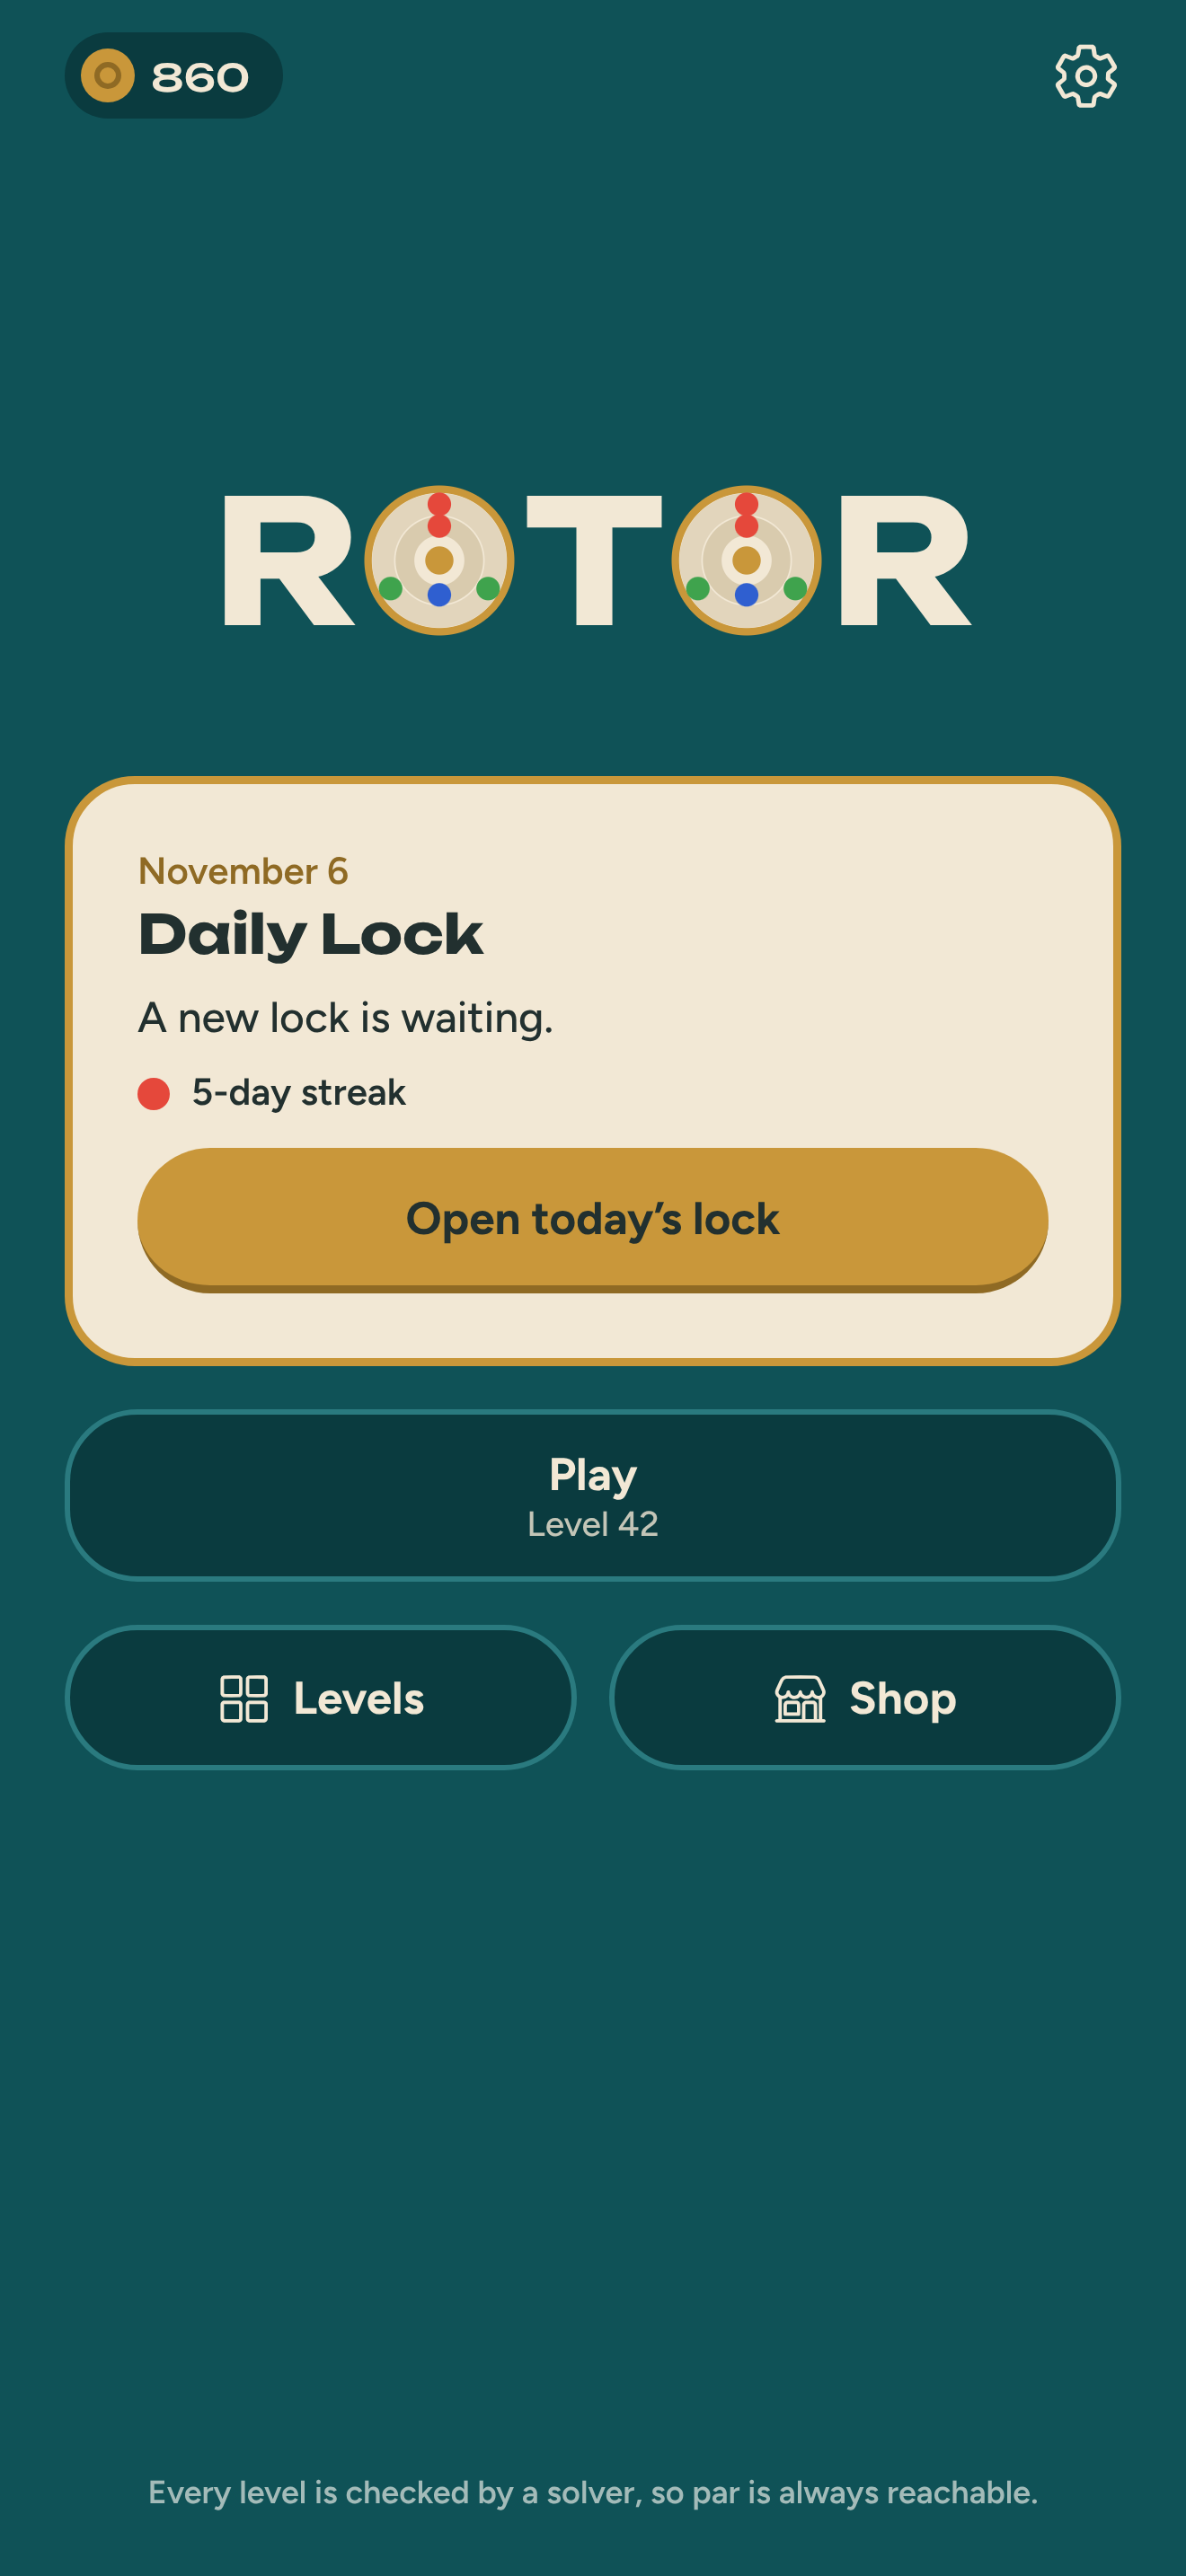 860
ROTOR
November 6
Daily Lock
A new lock is waiting.
5-day streak
Open today’s lock
Play
Level 42
Levels
Shop
Every level is checked by a solver, so par is always reachable.